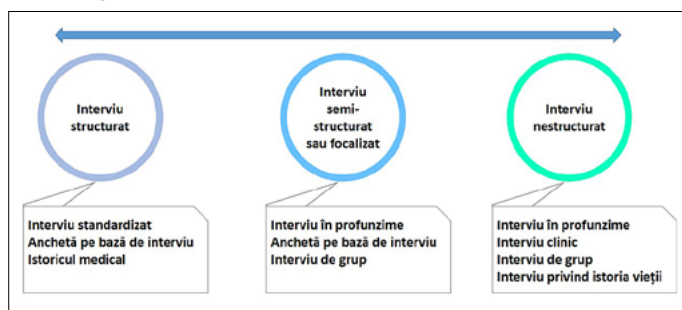 Interviu
structurat
Interviu
semi-
structurat
sau focalizat
Interviu
nestructurat
Interviu standardizat
Anchetă pe bază de interviu
Istoricul medical
Interviu în profunzime
Anchetă pe bază de interviu
Interviu de grup
Interviu în profunzime
Interviu clinic
Interviu de grup
Interviu privind istoria vieții